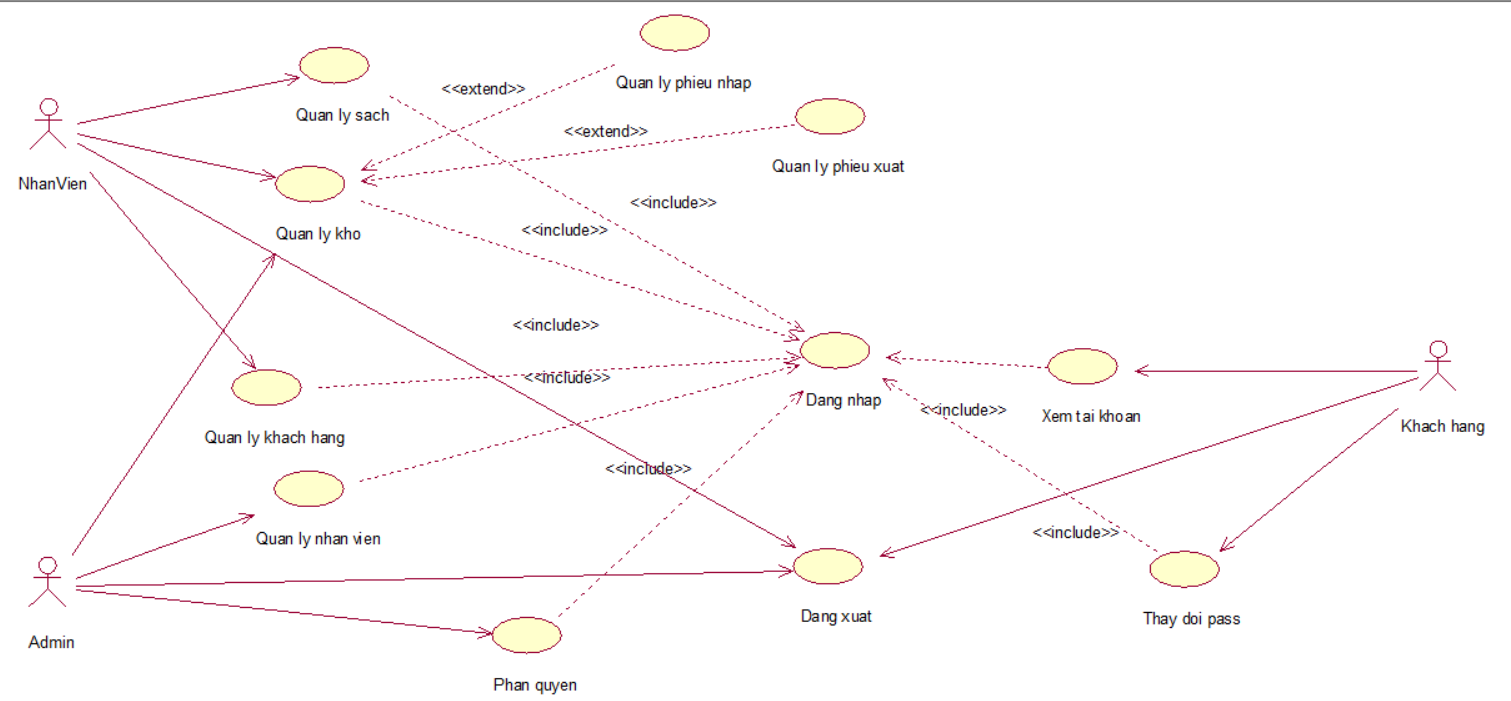 Quan ly phieu nhap
<<extend>>
Quan ly sach
<<extend>>
Quan ly phieu xuat
NhanVien
<<include>>
<<include>>
Quan ly kho
<<include>>
<<include>>
Dang nhap
<<include>>
Xem tai khoan
Khach hang
Quan ly khach hang
<<include>>
Quan ly nhan vien
<<include>>
Dang xuat
Thay doi pass
Admin
Phan quyen